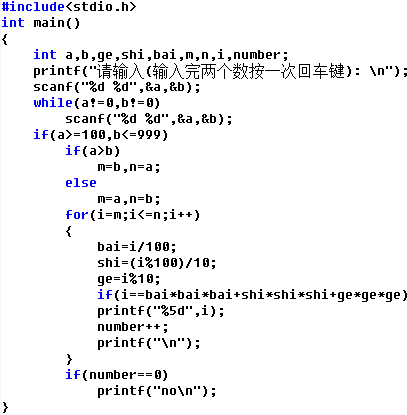 #include<stdio.h>
int main()
{
    int a,b,ge,shi,bai,m,n,i,number;
    printf("请输入(输入完两个数按一次回车键): \n");
    scanf("%d %d",&a,&b);
    while(a!=0,b!=0)
        scanf("%d %d",&a,&b);
    if(a>=100,b<=999)
        if(a>b)
            m=b,n=a;
        else
            m=a,n=b;
        for(i=m;i<=n;i++)
        {
            bai=i/100;
            shi=(i%100)/10;
            ge=i%10;
            if(i==bai*bai*bai+shi*shi*shi+ge*ge*ge)
            printf("%5d",i);
            number++;
            printf("\n");
        }
        if(number==0)
            printf("no\n");
}